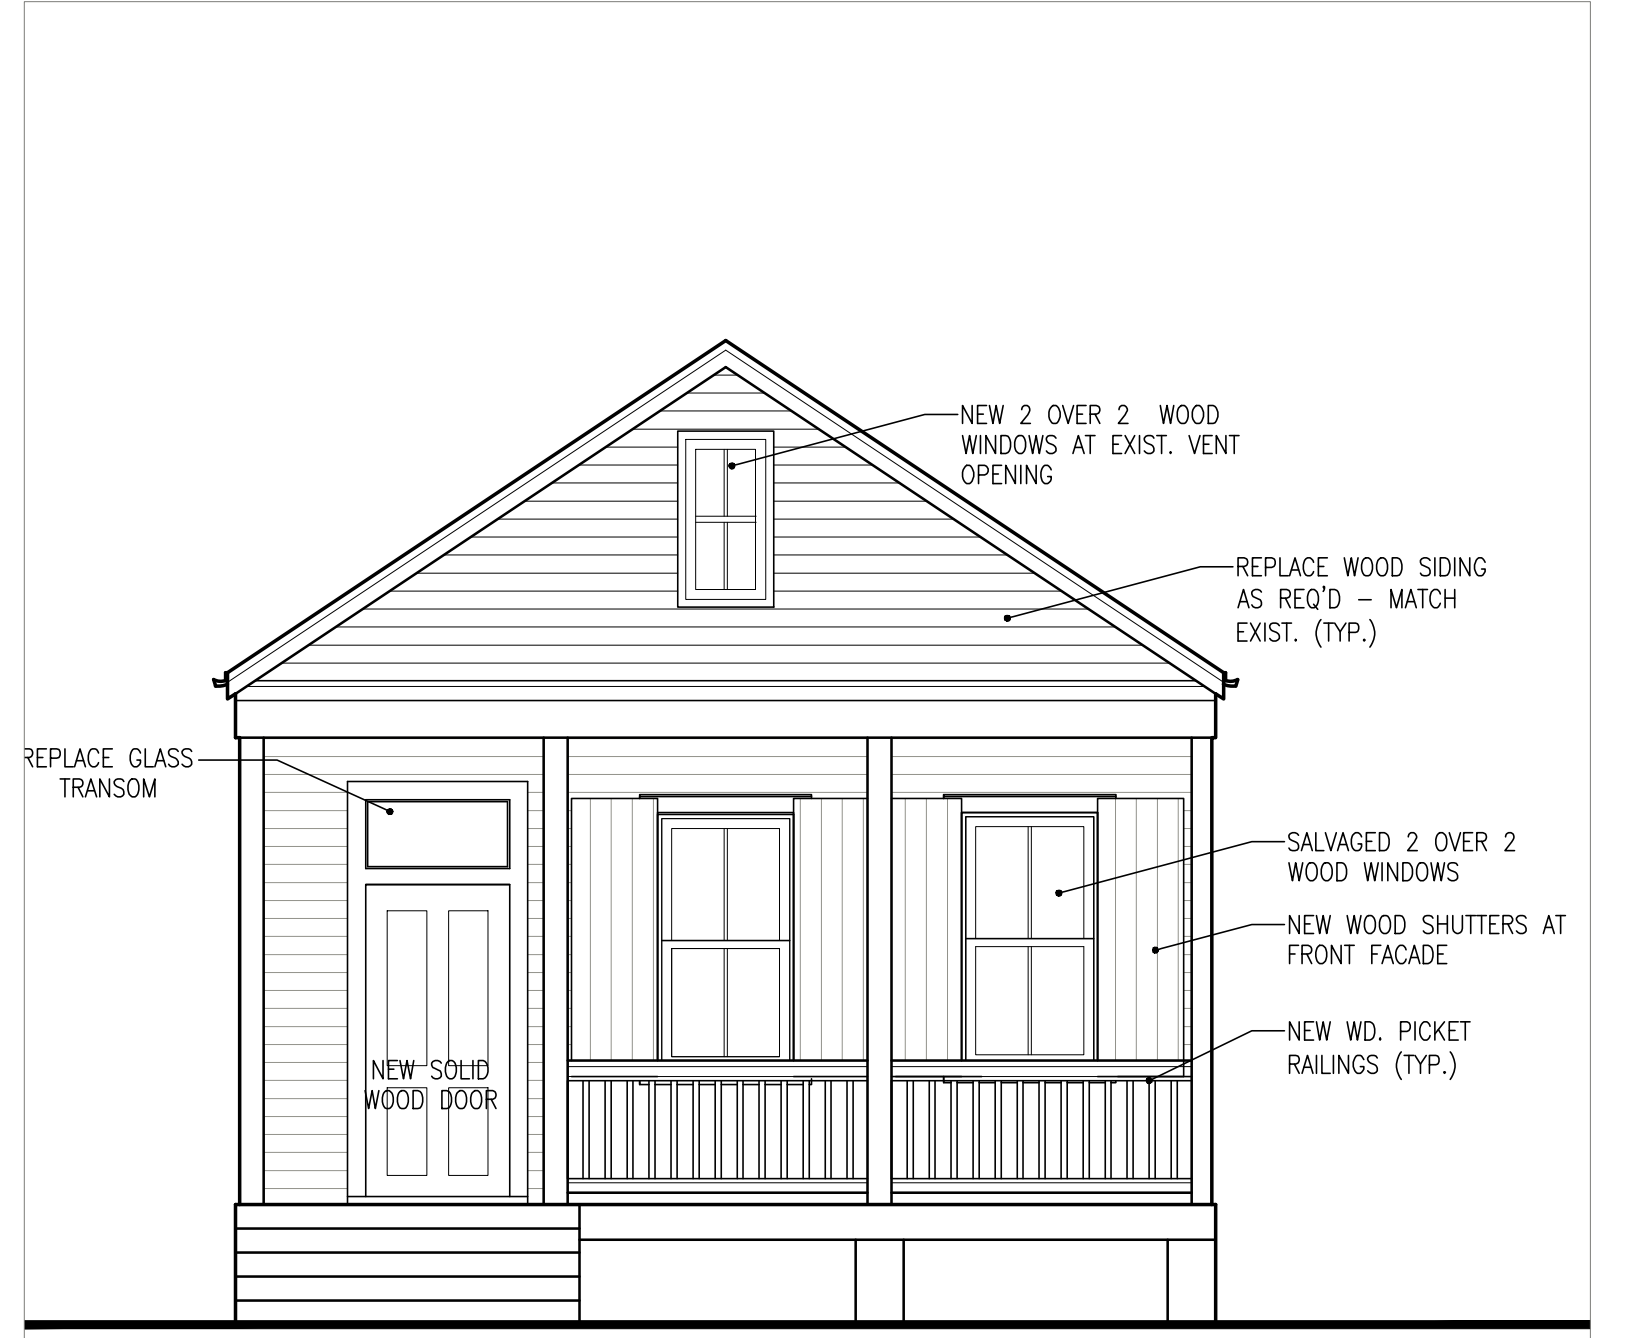 NEW 2 OVER 2 WOOD
WINDOWS AT EXIST. VENT
OPENING
REPLACE WOOD SIDING
AS REQ'D – MATCH
EXIST. (TYP.)
REPLACE GLASS
TRANSOM
SALVAGED 2 OVER 2
WOOD WINDOWS
NEW WOOD SHUTTERS AT
FRONT FACADE
NEW WD. PICKET
RAILINGS (TYP.)
NEW SOLID
WOOD DOOR